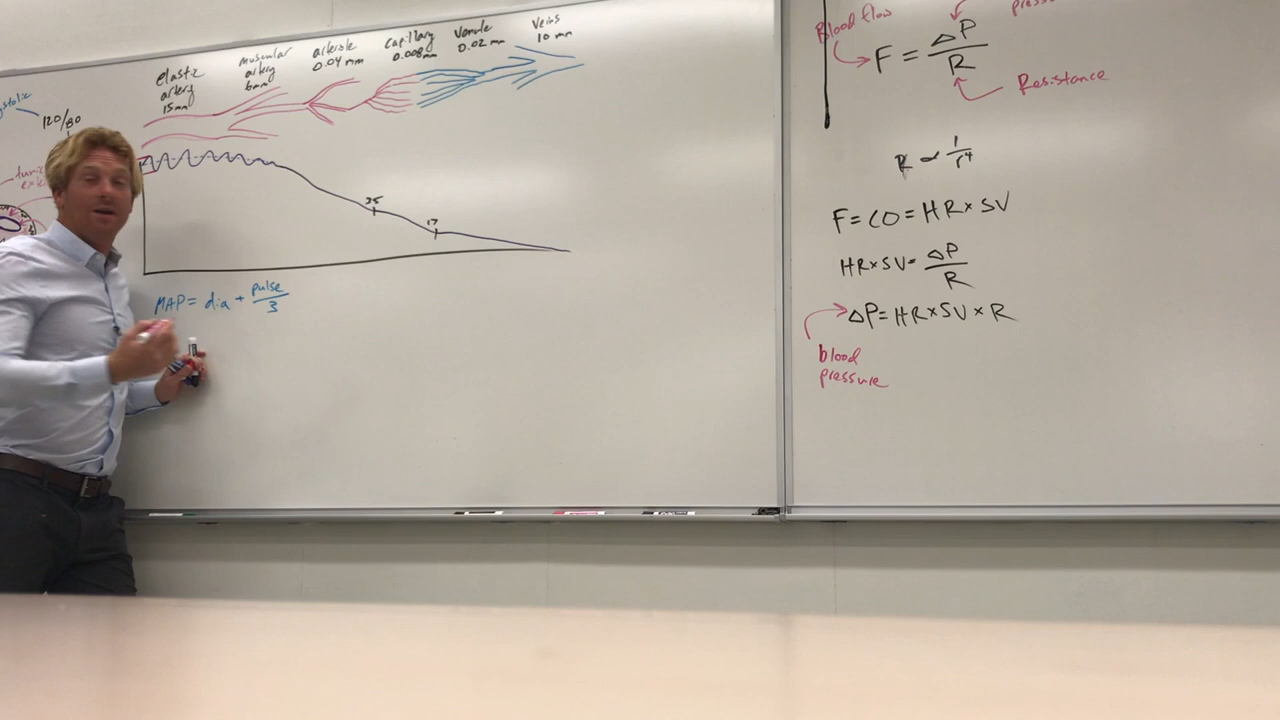 elastic
artery
15mm
muscular
artery
6mm
arteriole
0.04 mm
capillary
0.008mm
Venule
0.02 mm
Veins
10 mm
120/80
35
17
MAP = dia + pulse/3
Blood flow
F = ΔP/R
Resistance
R ∝ 1/r⁴
F = CO = HR × SV
HR × SV = ΔP/R
ΔP = HR × SV × R
blood
pressure